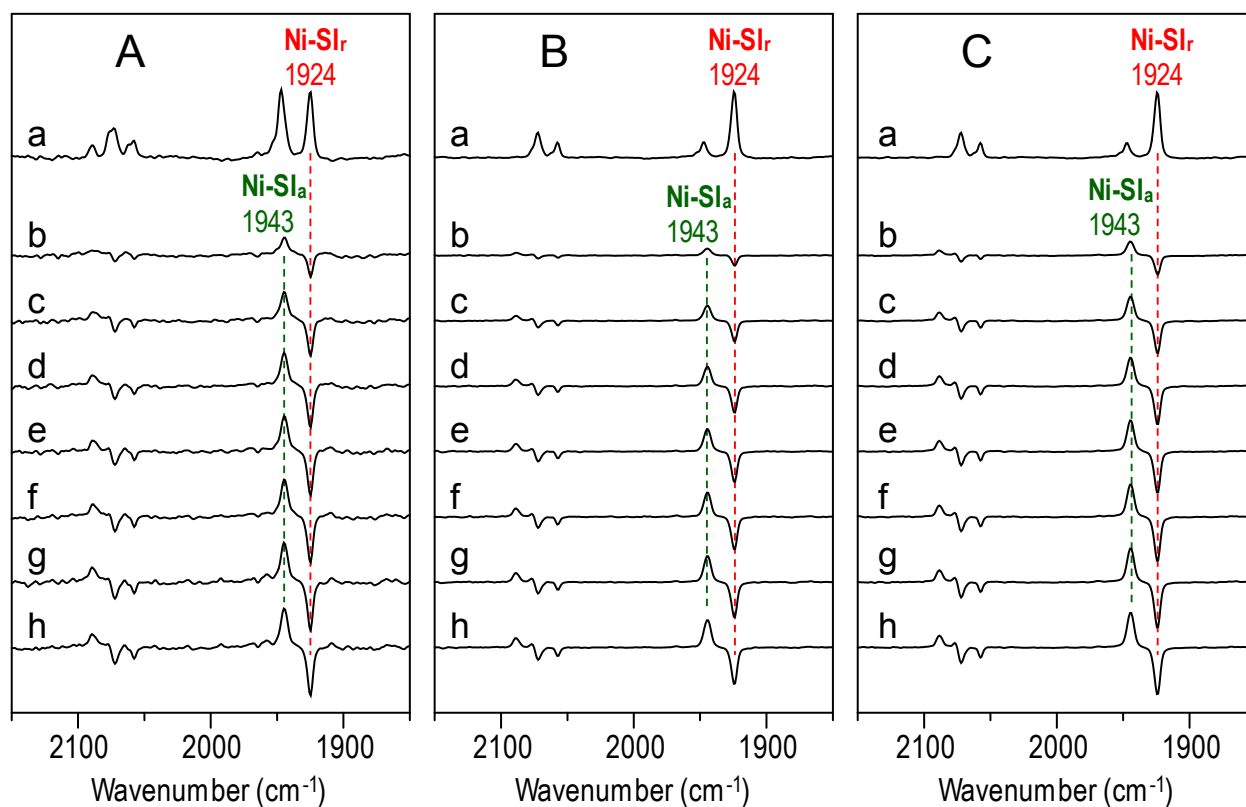 A
Ni-SIr
1924
a
Ni-SIa
1943
b
c
d
e
f
g
h
2100
2000
1900
Wavenumber (cm-1)
B
Ni-SIr
1924
a
Ni-SIa
1943
b
c
d
e
f
g
h
2100
2000
1900
Wavenumber (cm-1)
C
Ni-SIr
1924
a
Ni-SIa
1943
b
c
d
e
f
g
h
2100
2000
1900
Wavenumber (cm-1)